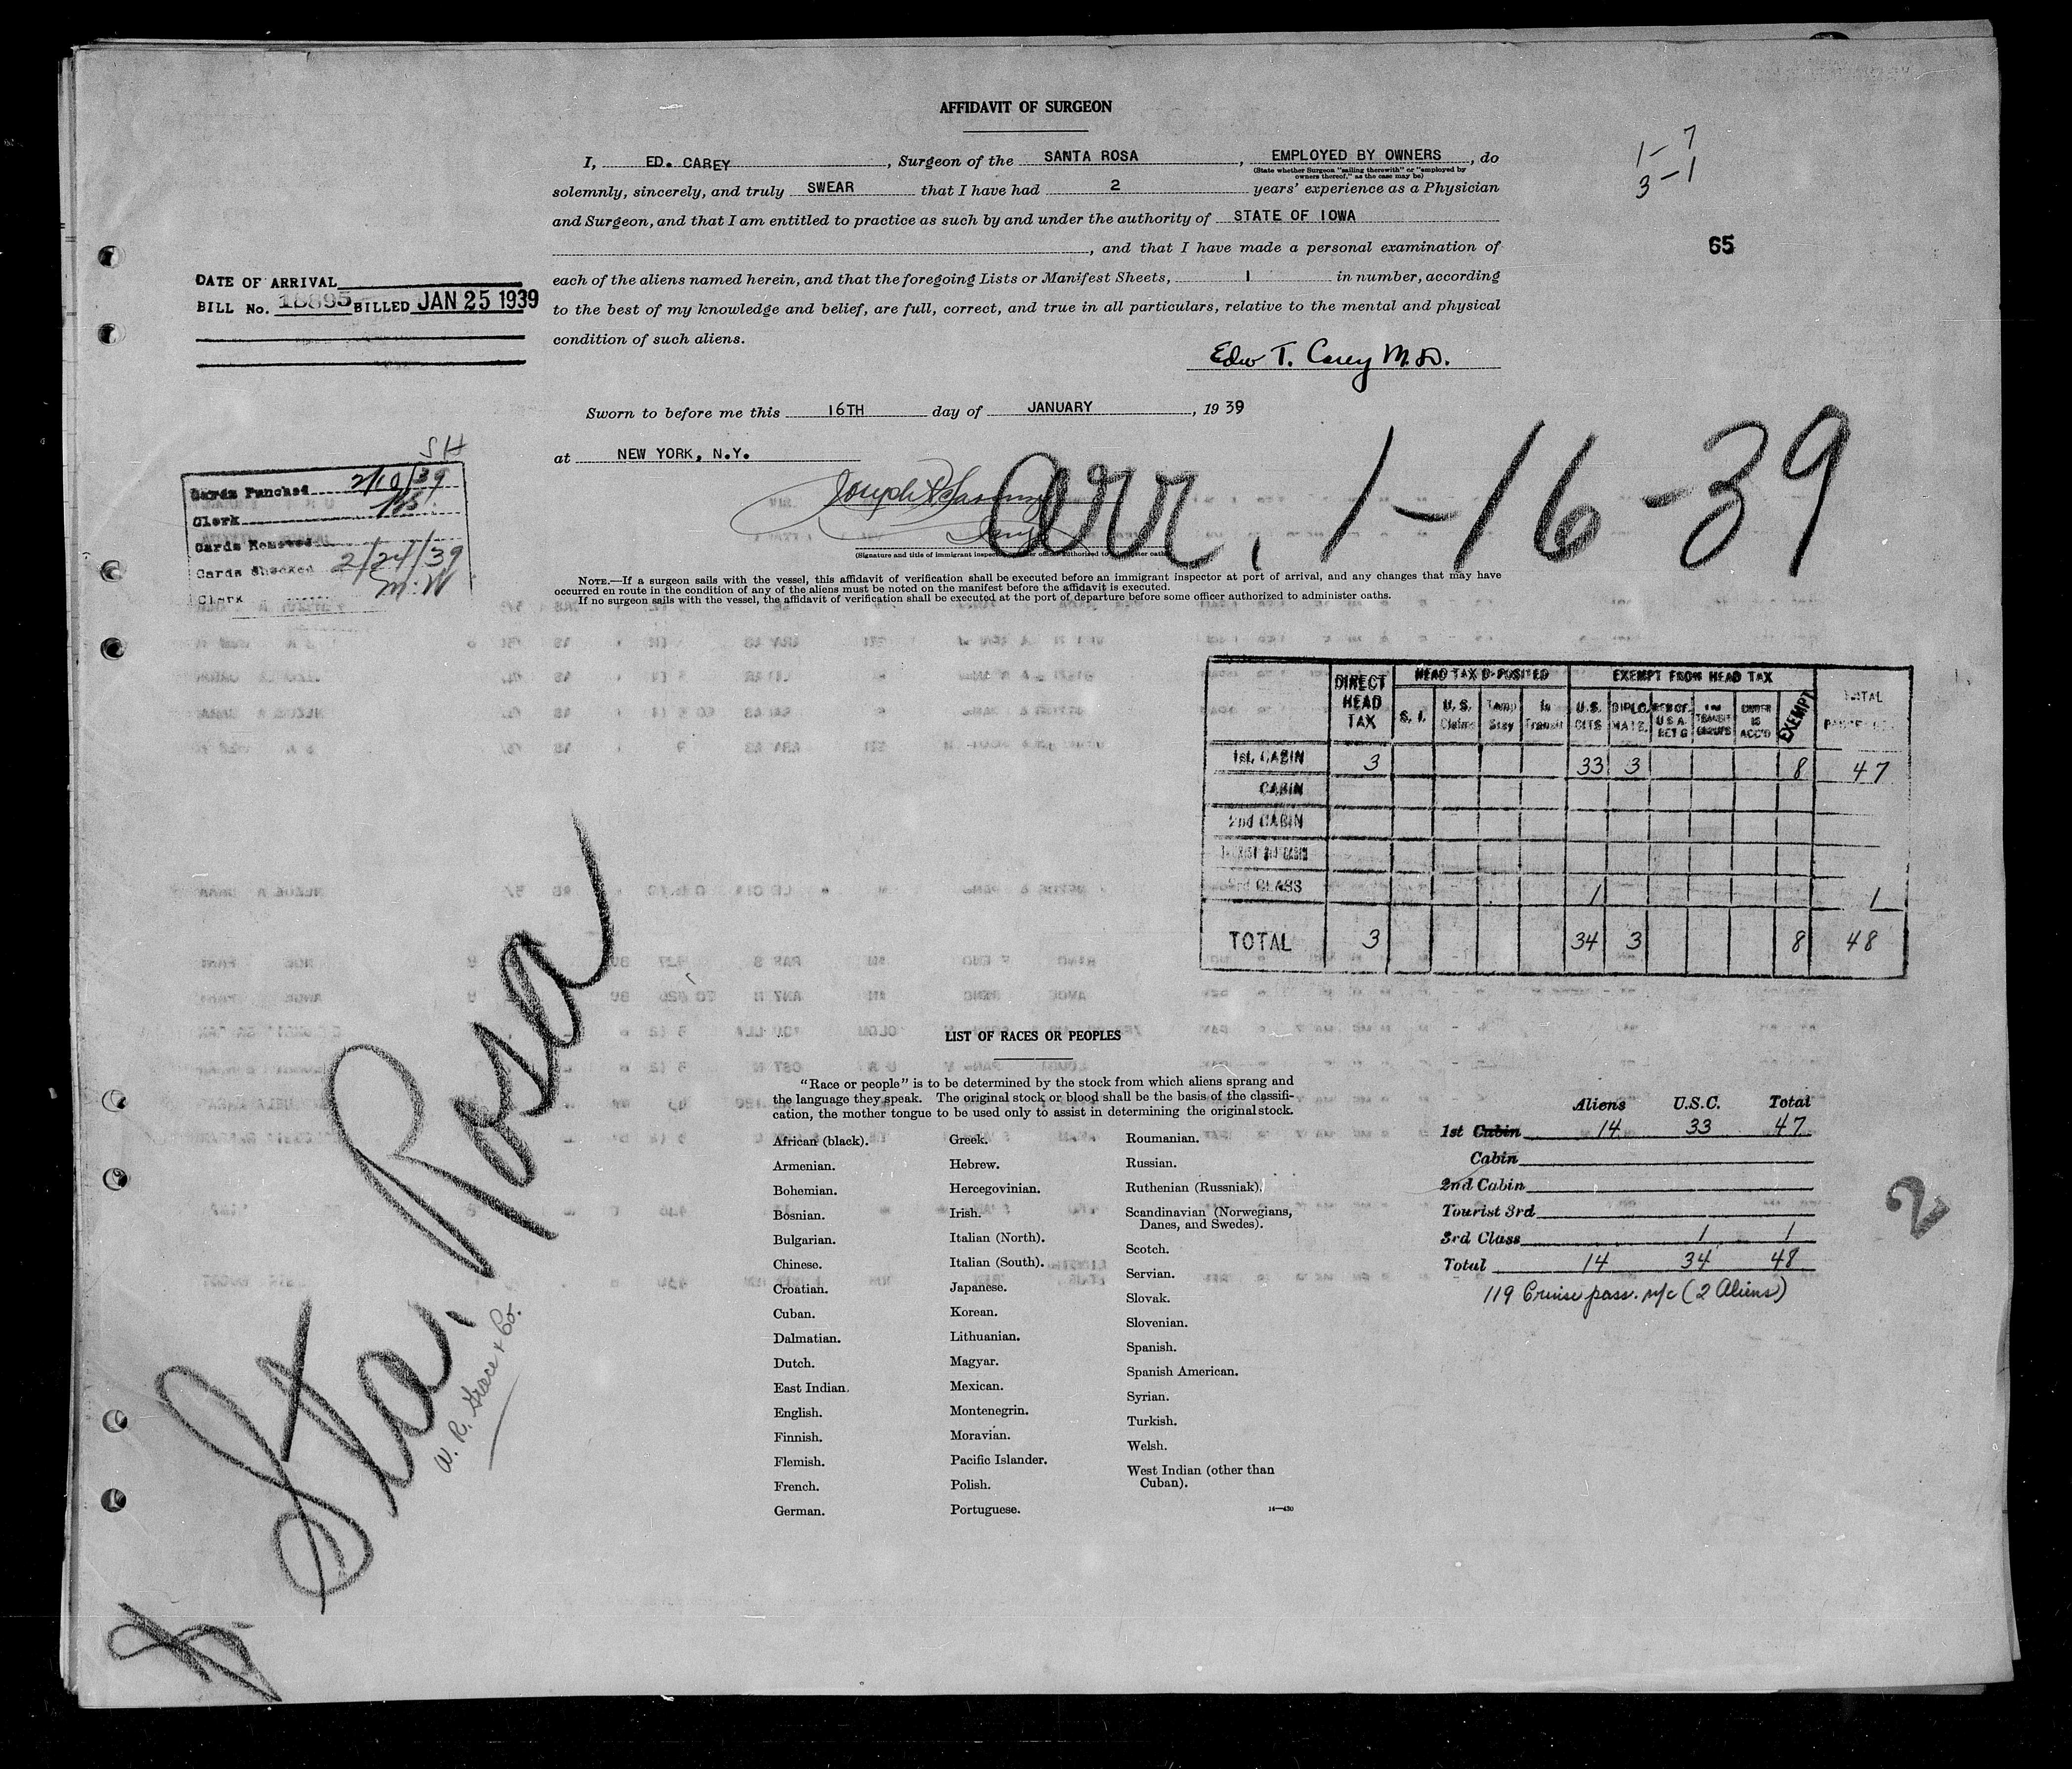 AFFIDAVIT OF SURGEON
I, ED. CAREY, Surgeon of the SANTA ROSA, EMPLOYED BY OWNERS, do
(State whether Surgeon "sailing therewith" or "employed by
owners thereof," as the case may be)
solemnly, sincerely, and truly SWEAR that I have had 2 years' experience as a Physician
and Surgeon, and that I am entitled to practice as such by and under the authority of STATE OF IOWA
, and that I have made a personal examination of
each of the aliens named herein, and that the foregoing Lists or Manifest Sheets, 1 in number, according
to the best of my knowledge and belief, are full, correct, and true in all particulars, relative to the mental and physical
condition of such aliens.
Edw T. Carey M.D.
Sworn to before me this 16TH day of JANUARY, 1939
at NEW YORK, N.Y.
1-7
3-1
65
DATE OF ARRIVAL
BILL No. 18895 BILLED JAN 25 1939
SH
Cards Punched 2/10/39
Clerk
Cards Removed
Cards Checked 2/24/39
Clerk M.W
Joseph
arr. 1-16-39
NOTE.—If a surgeon sails with the vessel, this affidavit of verification shall be executed before an immigrant inspector at port of arrival, and any changes that may have
occurred en route in the condition of any of the aliens must be noted on the manifest before the affidavit is executed.
If no surgeon sails with the vessel, the affidavit of verification shall be executed at the port of departure before some officer authorized to administer oaths.
DIRECT HEAD TAX HEAD TAX DEPOSITED EXEMPT FROM HEAD TAX TOTAL
S. I. U. S. Claims Temp Stay In Transit U.S. CITS DIPLO MATS. EXEMPT
1st. CABIN 3 33 3 8 47
CABIN
2nd CABIN
3rd CLASS 1 1
TOTAL 3 34 3 8 48
LIST OF RACES OR PEOPLES
"Race or people" is to be determined by the stock from which aliens sprang and
the language they speak. The original stock or blood shall be the basis of the classifi-
cation, the mother tongue to be used only to assist in determining the original stock.
African (black).
Armenian.
Bohemian.
Bosnian.
Bulgarian.
Chinese.
Croatian.
Cuban.
Dalmatian.
Dutch.
East Indian.
English.
Finnish.
Flemish.
French.
German.
Greek.
Hebrew.
Hercegovinian.
Irish.
Italian (North).
Italian (South).
Japanese.
Korean.
Lithuanian.
Magyar.
Mexican.
Montenegrin.
Moravian.
Pacific Islander.
Polish.
Portuguese.
Roumanian.
Russian.
Ruthenian (Russniak).
Scandinavian (Norwegians,
Danes, and Swedes).
Scotch.
Servian.
Slovak.
Slovenian.
Spanish.
Spanish American.
Syrian.
Turkish.
Welsh.
West Indian (other than
Cuban).
14—430
Aliens U.S.C. Total
1st Cabin 14 33 47
Cabin
2nd Cabin
Tourist 3rd
3rd Class 1 1
Total 14 34 48
119 Cruise pass. n/c (2 Aliens)
2
Sta. Rosa
W. R. Grace & Co.